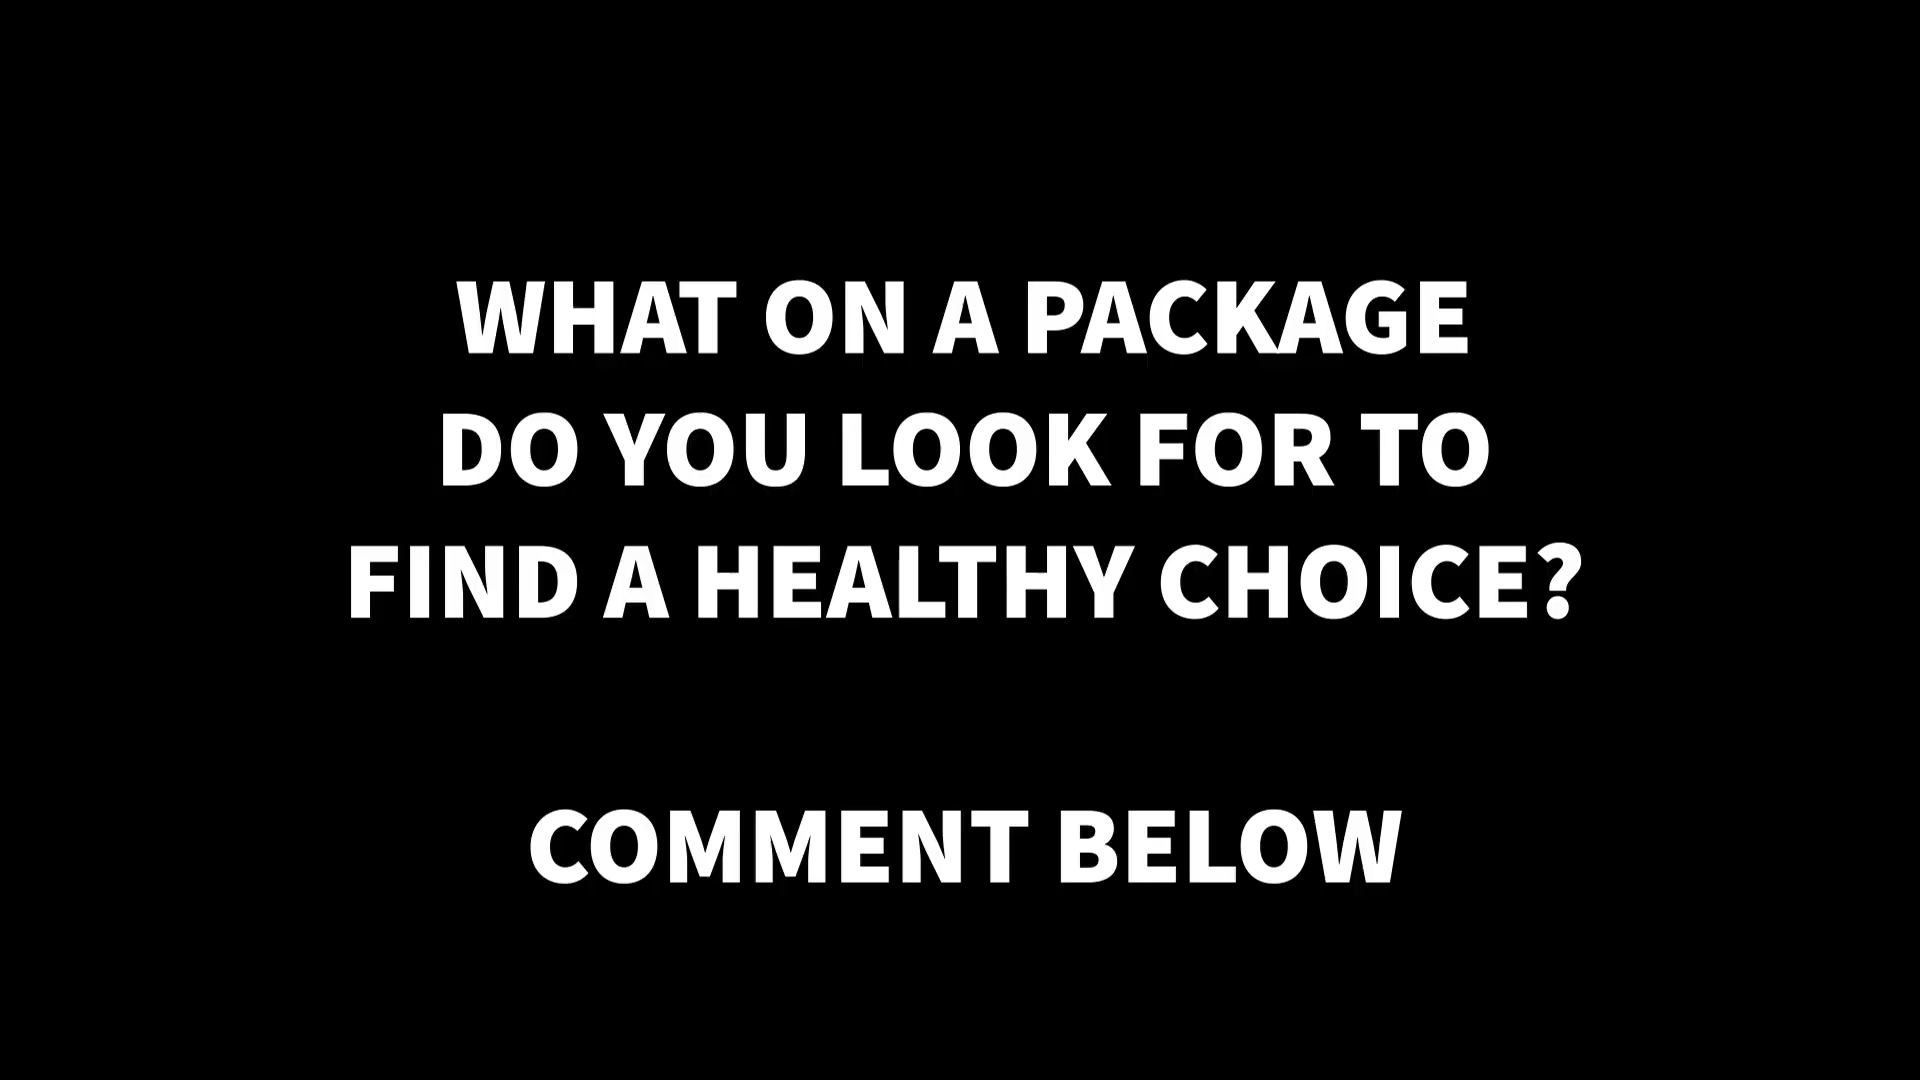 WHAT ON A PACKAGE
DO YOU LOOK FOR TO
FIND A HEALTHY CHOICE?
COMMENT BELOW